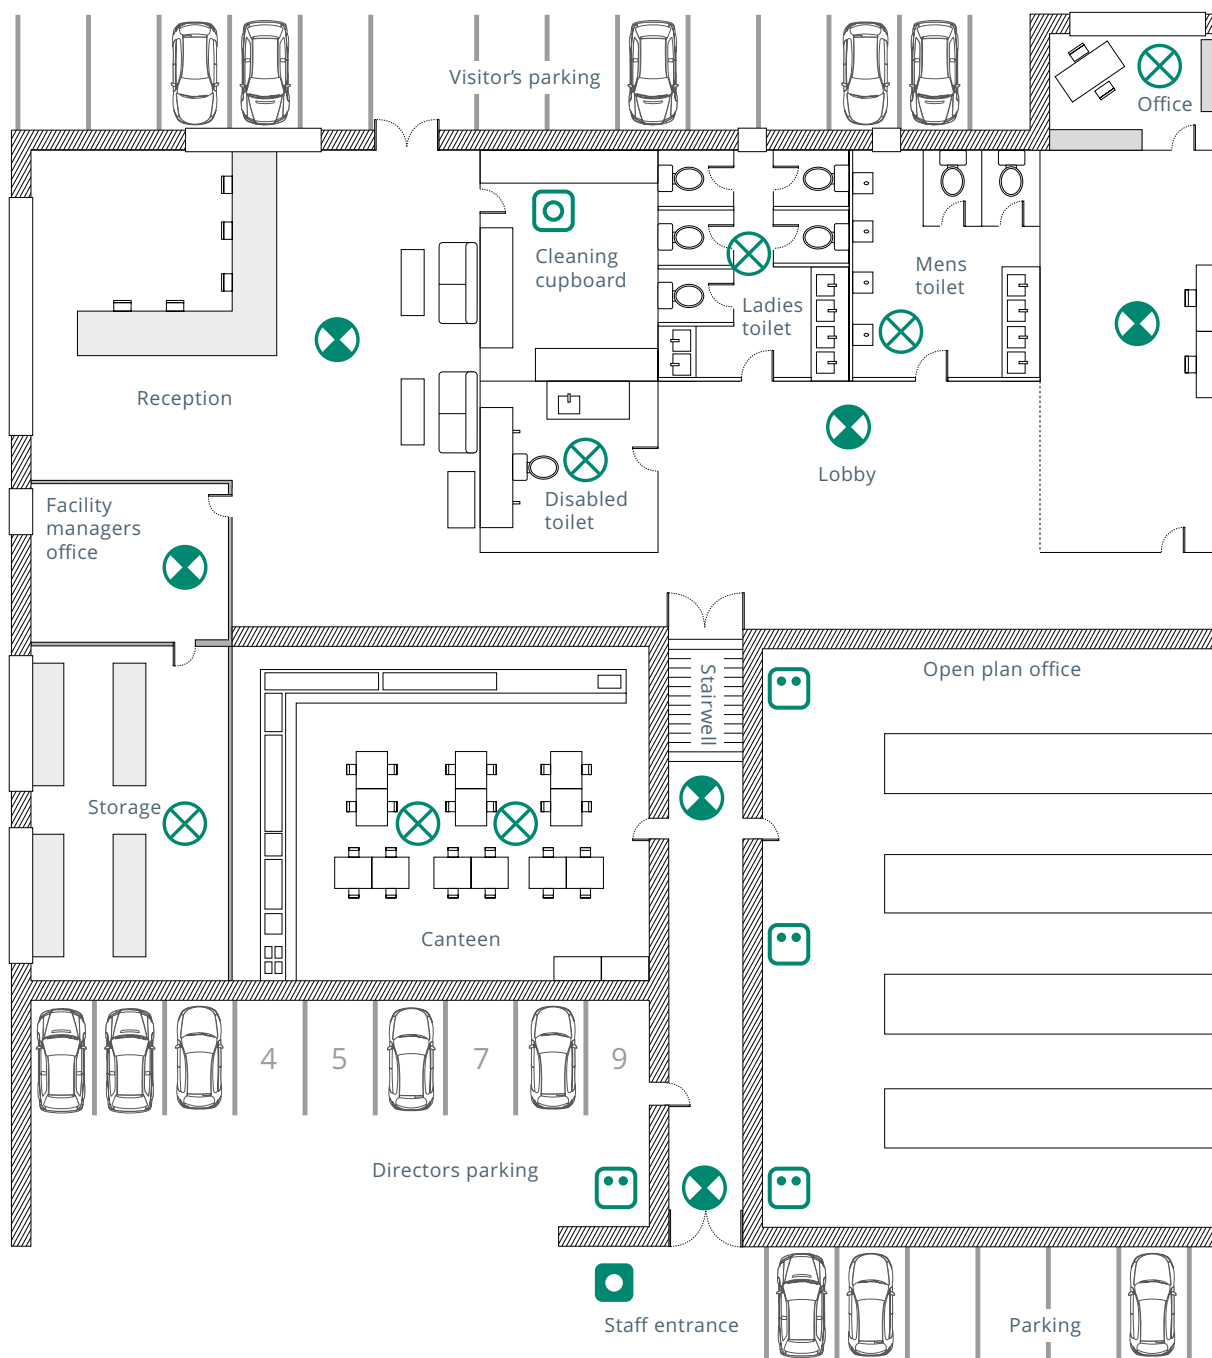 Visitor's parking
Office
Cleaning
cupboard
Ladies
toilet
Mens
toilet
Reception
Lobby
Disabled
toilet
Facility
managers
office
Stairwell
Open plan office
Storage
Canteen
4
5
7
9
Directors parking
Staff entrance
Parking